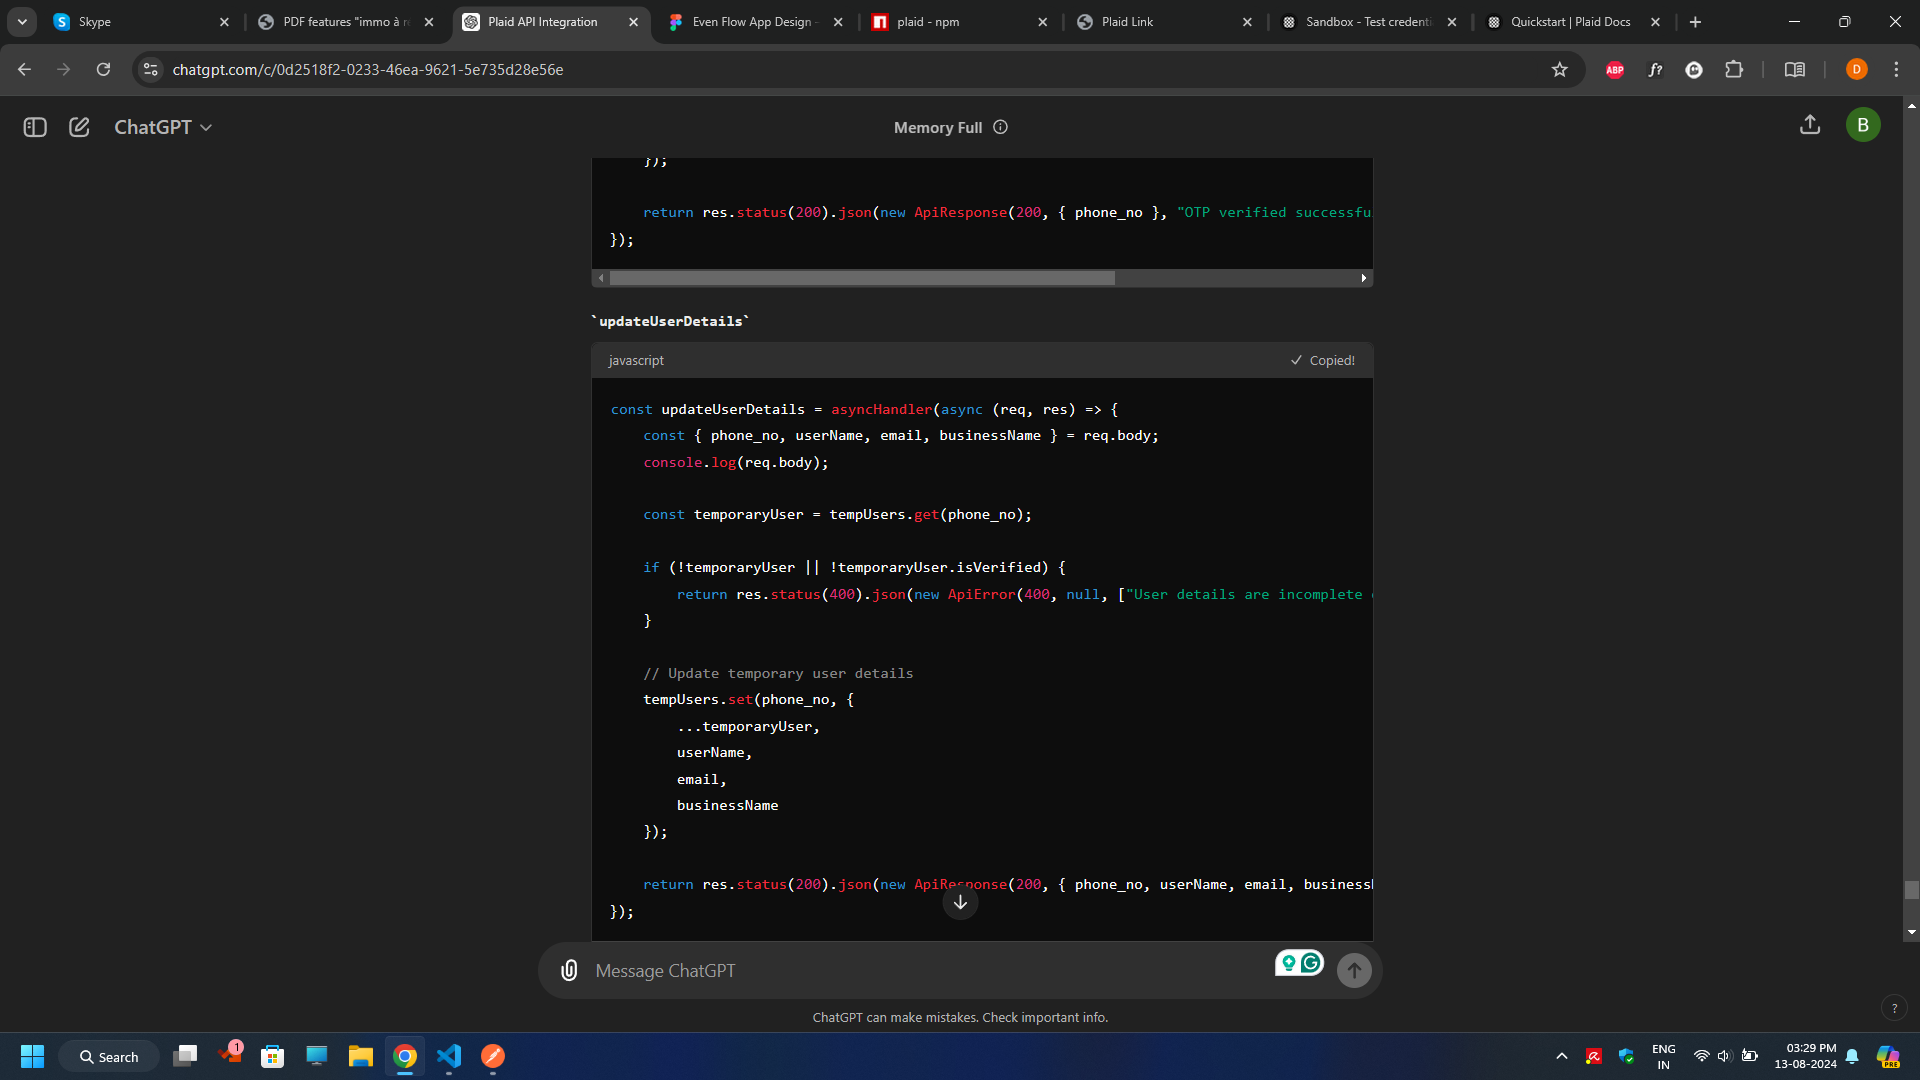 Skype
PDF features "immo à r
Plaid API Integration
Even Flow App Design -
plaid - npm
Plaid Link
Sandbox - Test credenti
Quickstart | Plaid Docs
chatgpt.com/c/0d2518f2-0233-46ea-9621-5e735d28e56e
ABP
f?
D
ChatGPT
Memory Full
B
});
return res.status(200).json(new ApiResponse(200, { phone_no }, "OTP verified successfu
});
`updateUserDetails`
javascript
Copied!
const updateUserDetails = asyncHandler(async (req, res) => {
const { phone_no, userName, email, businessName } = req.body;
console.log(req.body);
const temporaryUser = tempUsers.get(phone_no);
if (!temporaryUser || !temporaryUser.isVerified) {
return res.status(400).json(new ApiError(400, null, ["User details are incomplete
}
// Update temporary user details
tempUsers.set(phone_no, {
...temporaryUser,
userName,
email,
businessName
});
return res.status(200).json(new ApiResponse(200, { phone_no, userName, email, business
});
Message ChatGPT
ChatGPT can make mistakes. Check important info.
?
Search
1
ENG
IN
03:29 PM
13-08-2024
PRE